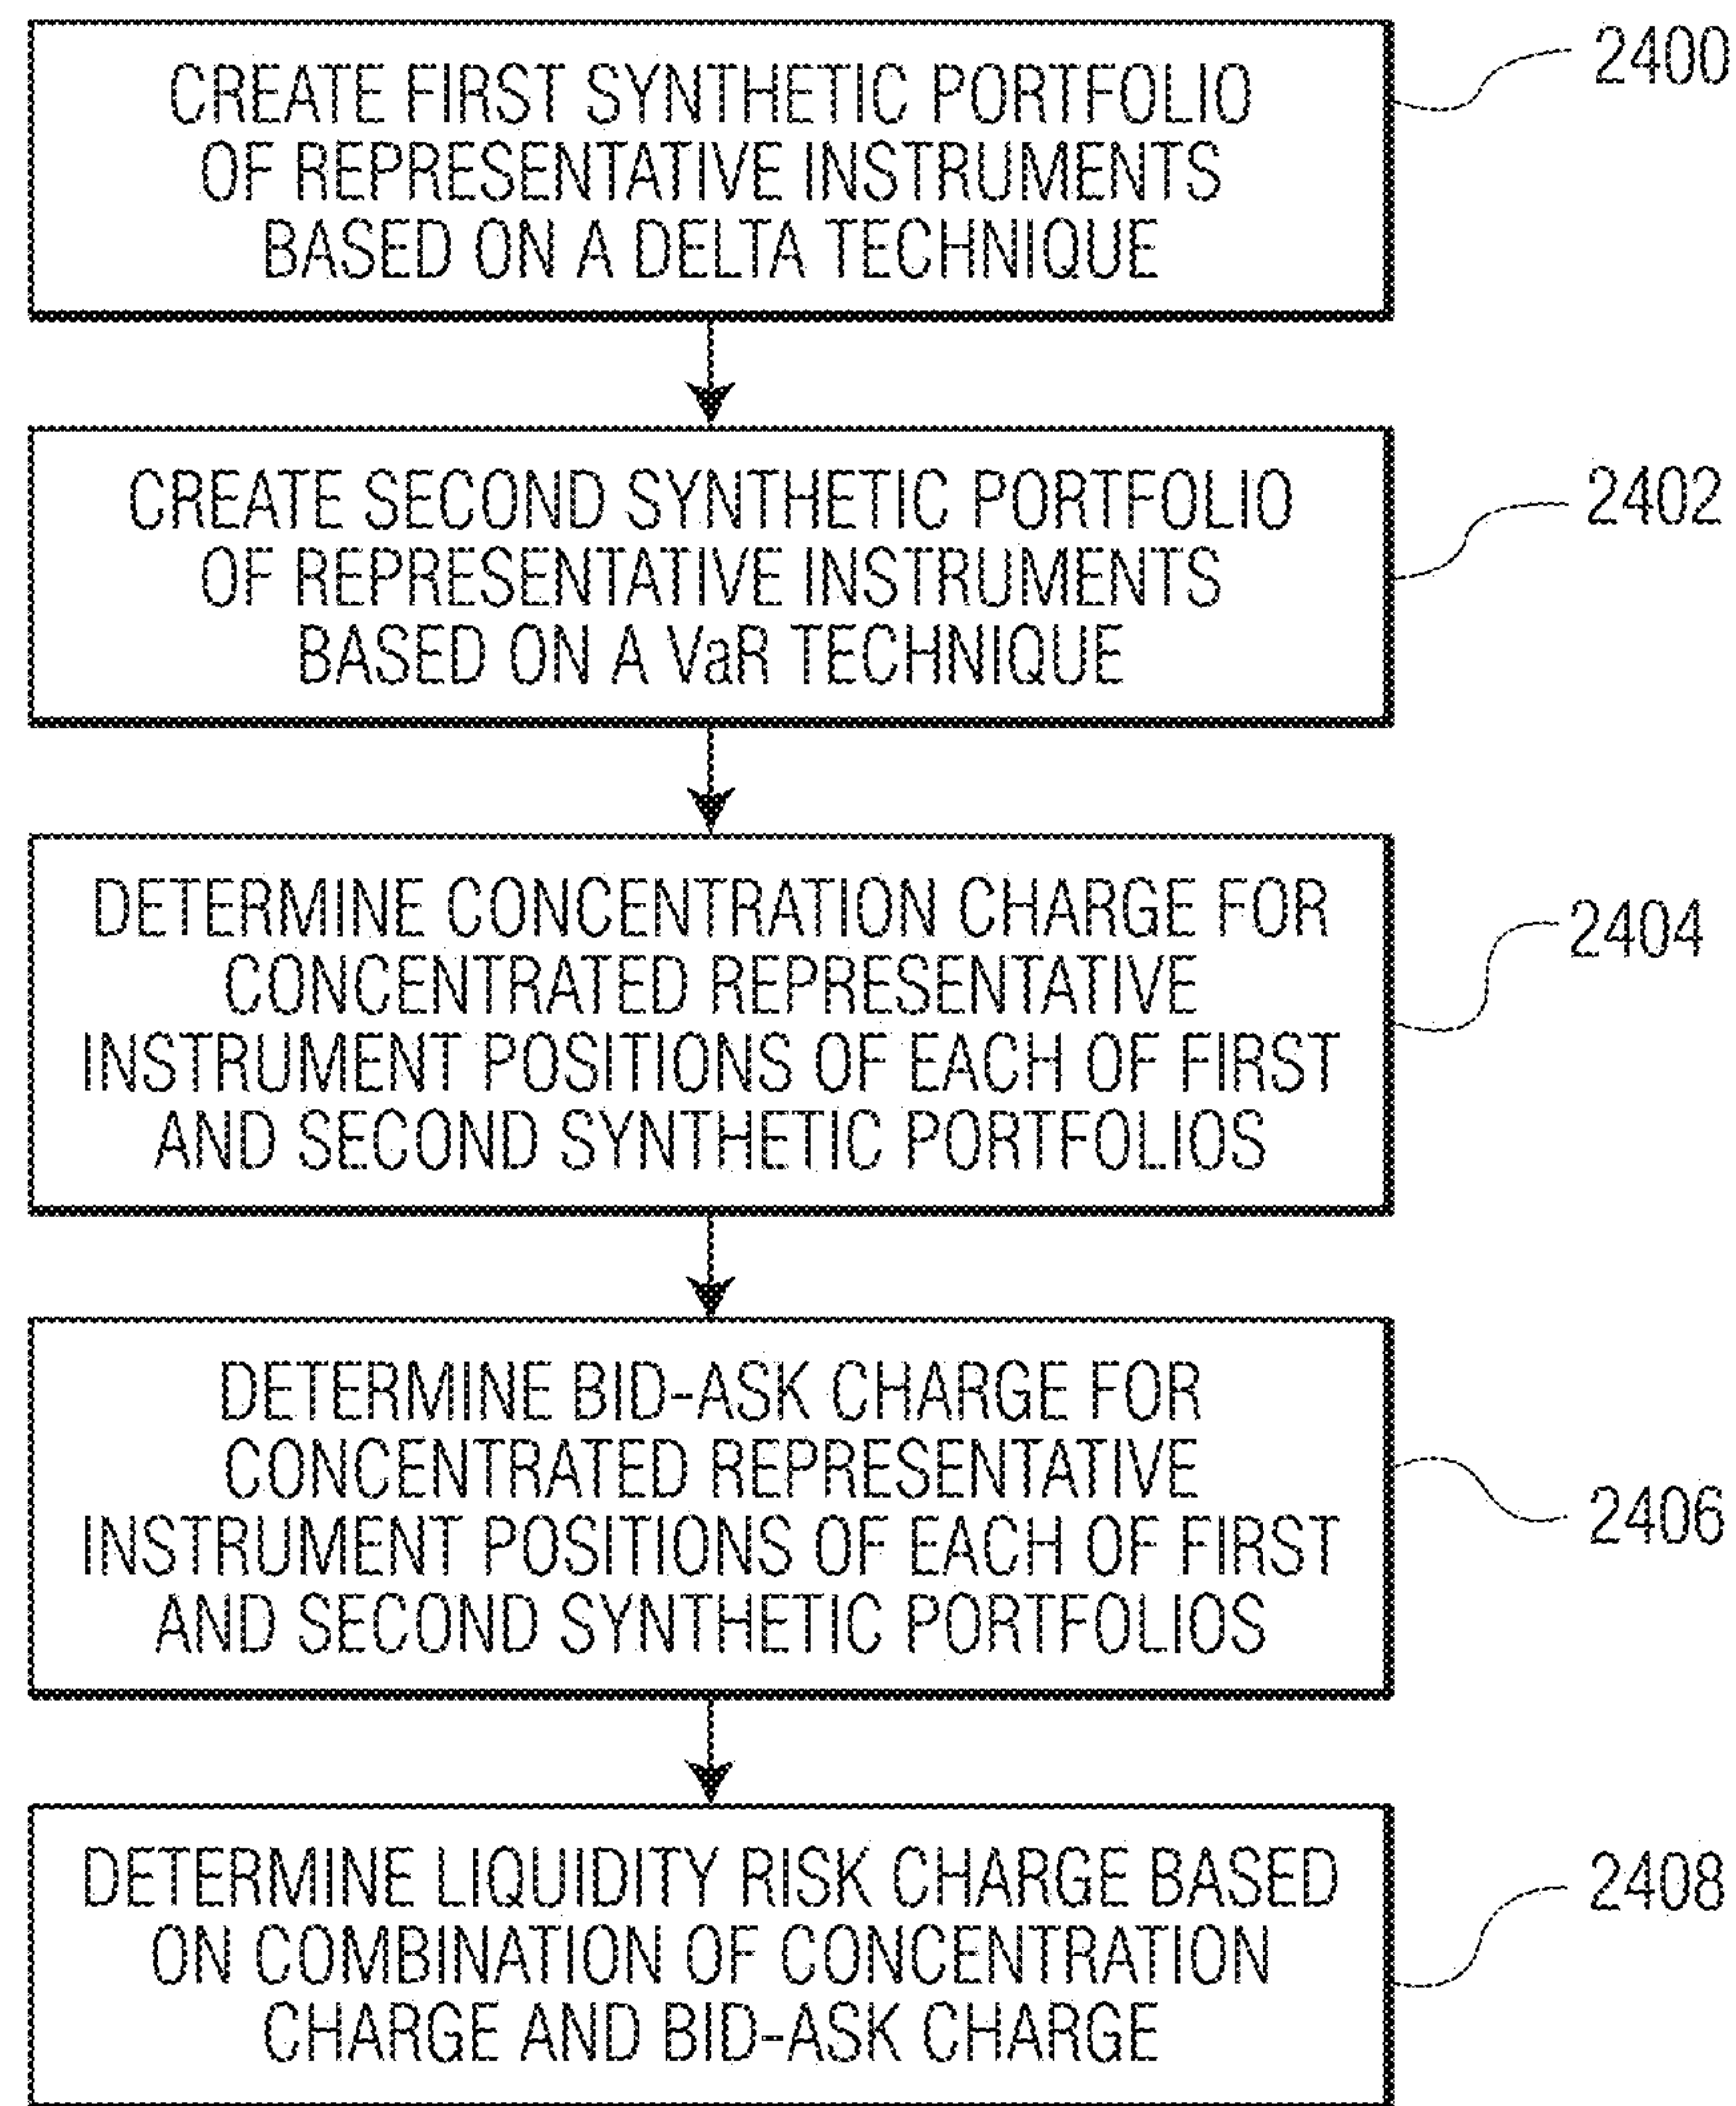 CREATE FIRST SYNTHETIC PORTFOLIO
OF REPRESENTATIVE INSTRUMENTS
BASED ON A DELTA TECHNIQUE
2400
CREATE SECOND SYNTHETIC PORTFOLIO
OF REPRESENTATIVE INSTRUMENTS
BASED ON A VaR TECHNIQUE
2402
DETERMINE CONCENTRATION CHARGE FOR
CONCENTRATED REPRESENTATIVE
INSTRUMENT POSITIONS OF EACH OF FIRST
AND SECOND SYNTHETIC PORTFOLIOS
2404
DETERMINE BID-ASK CHARGE FOR
CONCENTRATED REPRESENTATIVE
INSTRUMENT POSITIONS OF EACH OF FIRST
AND SECOND SYNTHETIC PORTFOLIOS
2406
DETERMINE LIQUIDITY RISK CHARGE BASED
ON COMBINATION OF CONCENTRATION
CHARGE AND BID-ASK CHARGE
2408